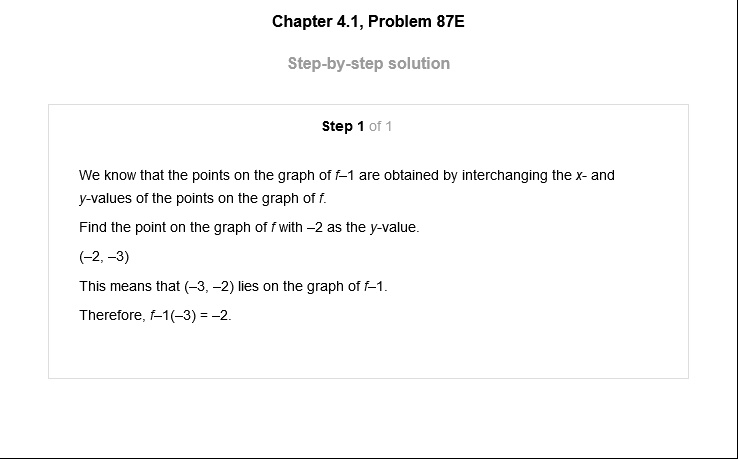 Chapter 4.1, Problem 87E
Step-by-step solution
Step 1 of 1
We know that the points on the graph of f–1 are obtained by interchanging the x- and
y-values of the points on the graph of f.
Find the point on the graph of f with –2 as the y-value.
(–2, –3)
This means that (–3, –2) lies on the graph of f–1.
Therefore, f–1(–3) = –2.